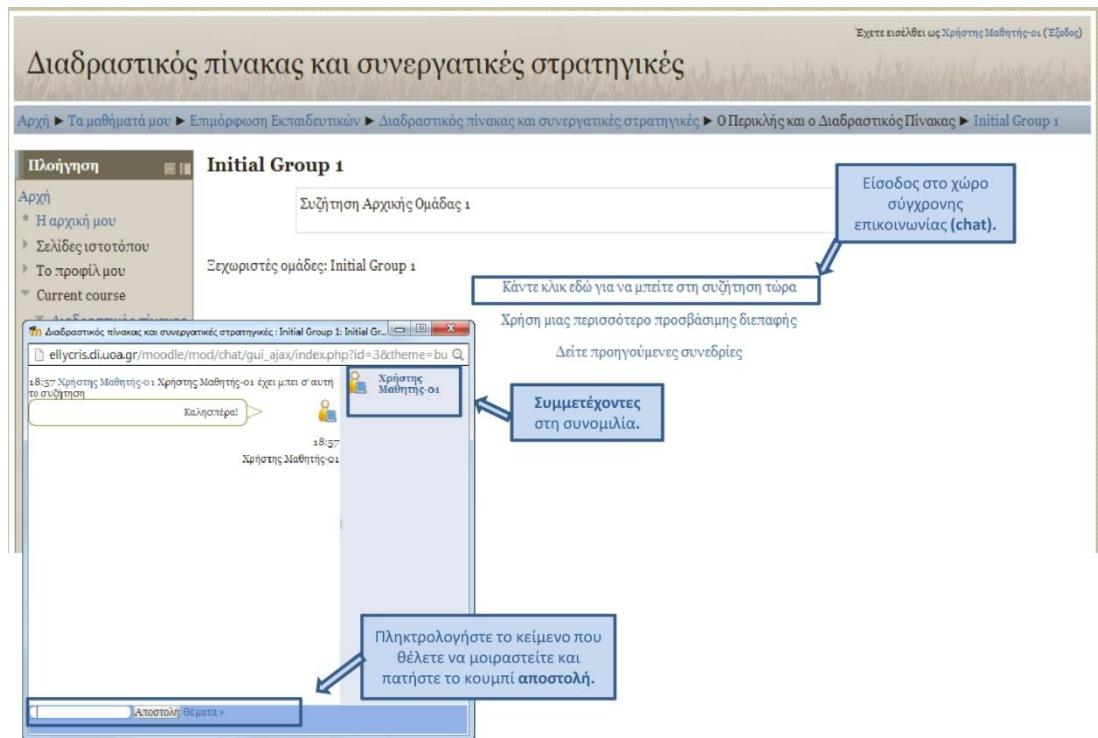 Έχετε εισέλθει ως Χρήστης Μαθητής-01 (Έξοδος)
Διαδραστικός πίνακας και συνεργατικές στρατηγικές
Αρχή ► Τα μαθήματά μου ► Επιμόρφωση Εκπαιδευτικών ► Διαδραστικός πίνακας και συνεργατικές στρατηγικές ► Ο Περικλής και ο Διαδραστικός Πίνακας ► Initial Group 1
Πλοήγηση
Αρχή
Η αρχική μου
Σελίδες ιστοτόπου
Το προφίλ μου
Current course
Διαδραστικός πίνακας
Initial Group 1
Συζήτηση Αρχικής Ομάδας 1
Ξεχωριστές ομάδες: Initial Group 1
Κάντε κλικ εδώ για να μπείτε στη συζήτηση τώρα
Χρήση μιας περισσότερο προσβάσιμης διεπαφής
Δείτε προηγούμενες συνεδρίες
Είσοδος στο χώρο
σύγχρονης
επικοινωνίας (chat).
Διαδραστικός πίνακας και συνεργατικές στρατηγικές : Initial Group 1: Initial Gr...
ellycris.di.uoa.gr/moodle/mod/chat/gui_ajax/index.php?id=3&theme=bu
18:57 Χρήστης Μαθητής-01 Χρήστης Μαθητής-01 έχει μπει σ' αυτή
το συζήτηση
Καλησπέρα!
18:57
Χρήστης Μαθητής-01
Χρήστης
Μαθητής-01
Συμμετέχοντες
στη συνομιλία.
Πληκτρολογήστε το κείμενο που
θέλετε να μοιραστείτε και
πατήστε το κουμπί αποστολή.
Αποστολή Θέματα »